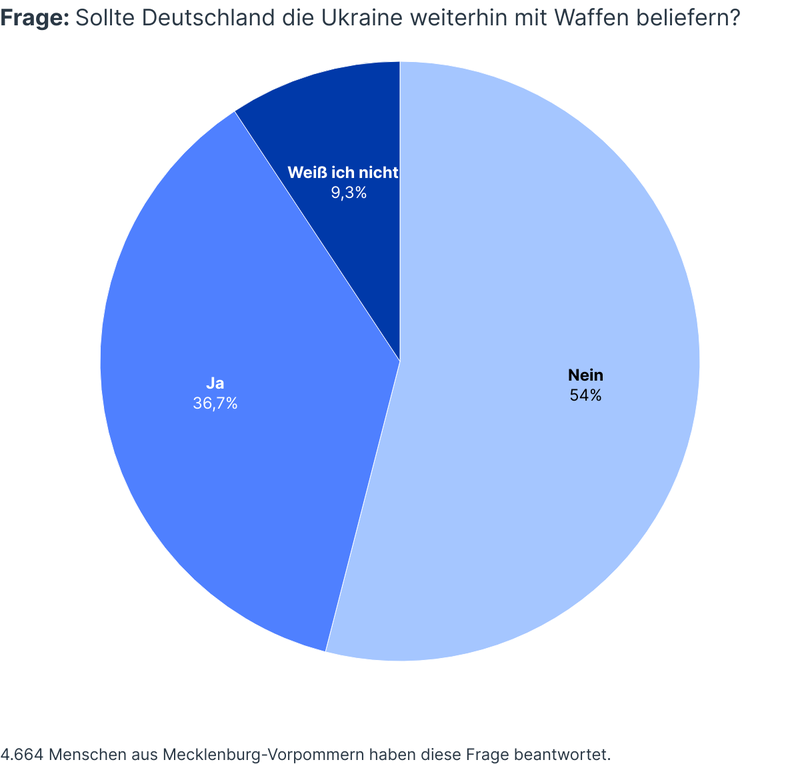 Frage: Sollte Deutschland die Ukraine weiterhin mit Waffen beliefern?
Weiß ich nicht
9,3%
Ja
36,7%
Nein
54%
4.664 Menschen aus Mecklenburg-Vorpommern haben diese Frage beantwortet.